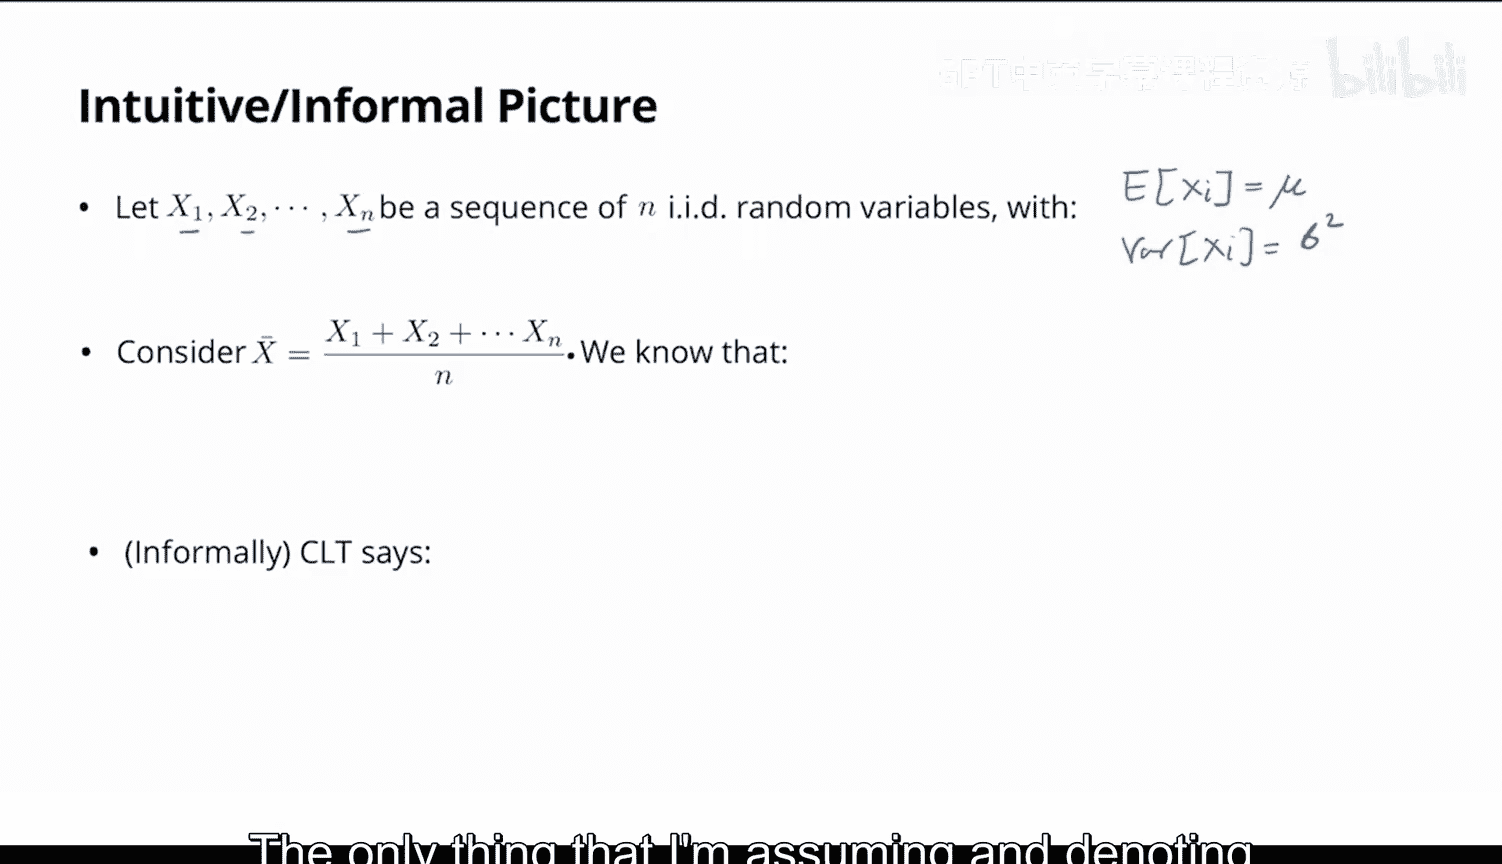 bilibili
Intuitive/Informal Picture
• Let X₁, X₂, ⋯ , Xₙ be a sequence of n i.i.d. random variables, with:
E[Xi] = μ
Var[Xi] = σ²
• Consider X̄ = (X₁ + X₂ + ⋯ Xₙ)/n. We know that:
• (Informally) CLT says:
The only thing that I'm assuming and denoting